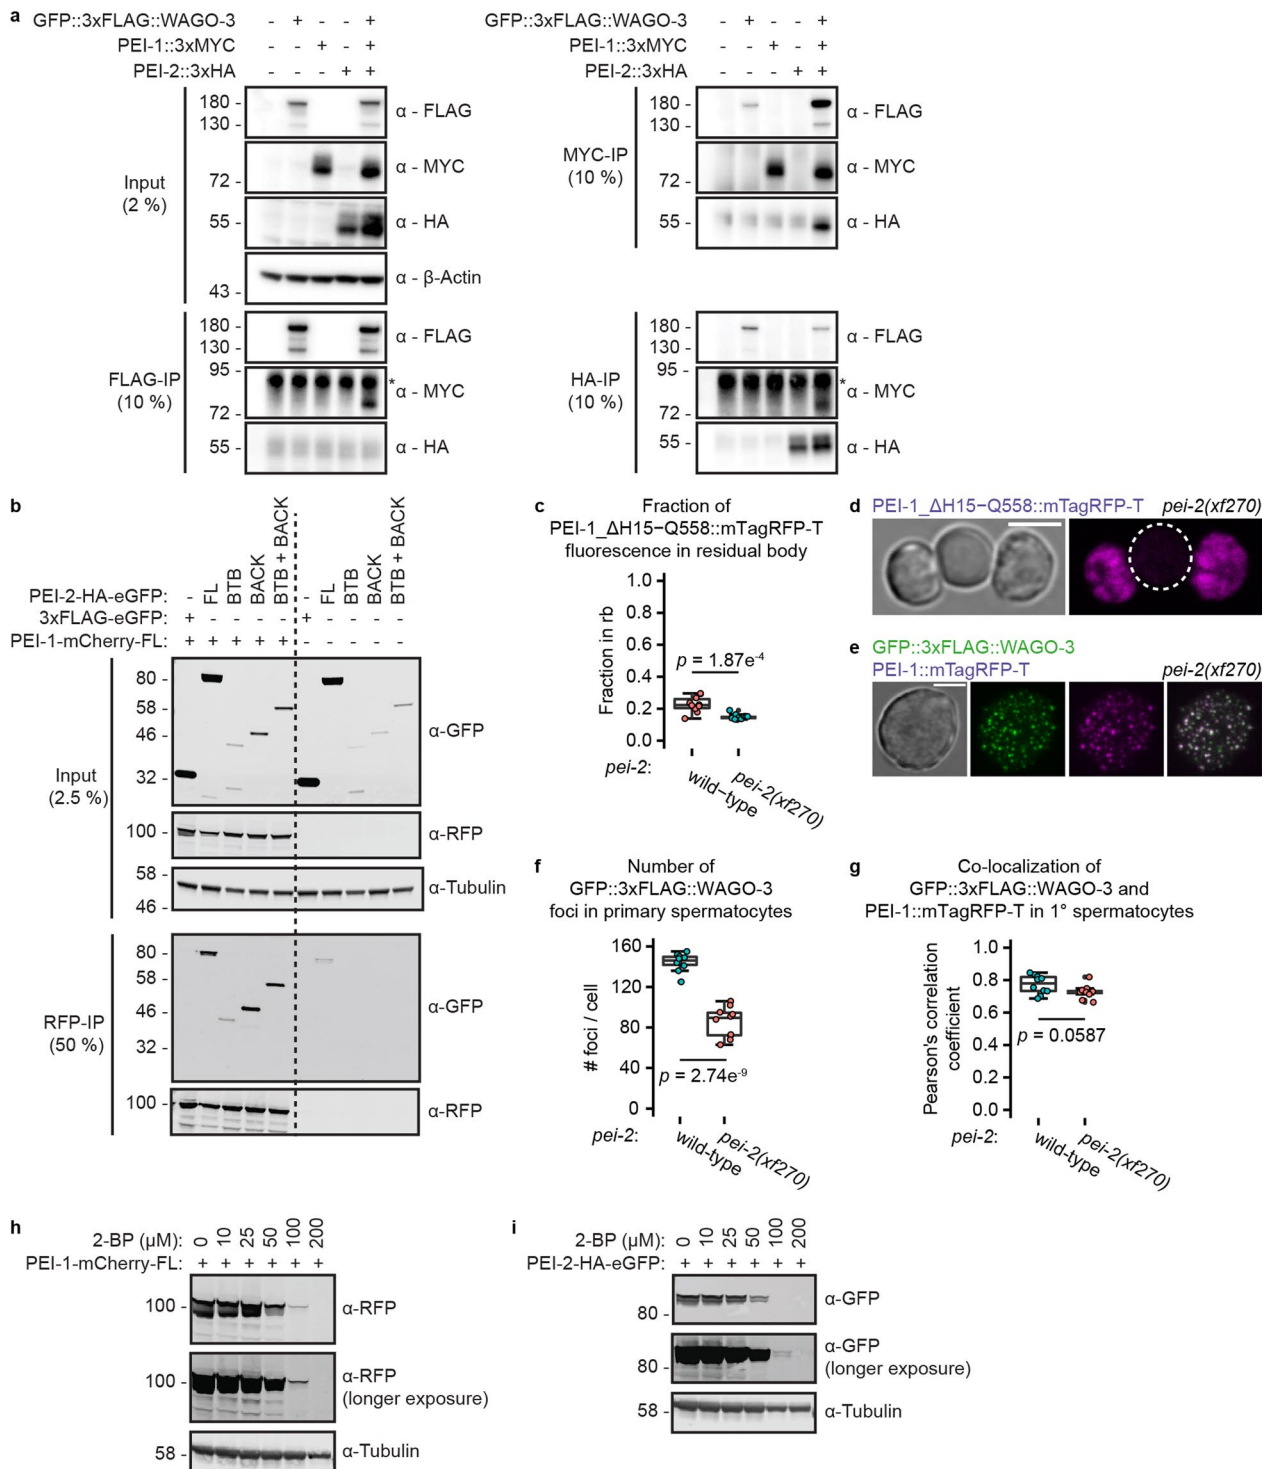 a
GFP::3xFLAG::WAGO-3 - + - - +
PEI-1::3xMYC - - + - +
PEI-2::3xHA - - - + +
Input
(2 %)
180 -
130 -
α - FLAG
72 -
α - MYC
55 -
α - HA
43 -
α - β-Actin
FLAG-IP
(10 %)
180 -
130 -
α - FLAG
95 -
72 -
*
α - MYC
55 -
α - HA
GFP::3xFLAG::WAGO-3 - + - - +
PEI-1::3xMYC - - + - +
PEI-2::3xHA - - - + +
MYC-IP
(10 %)
180 -
130 -
α - FLAG
72 -
α - MYC
55 -
α - HA
HA-IP
(10 %)
180 -
130 -
α - FLAG
95 -
72 -
*
α - MYC
55 -
α - HA
b
PEI-2-HA-eGFP: - FL BTB BACK BTB + BACK - FL BTB BACK BTB + BACK
3xFLAG-eGFP: + - - - - + - - - -
PEI-1-mCherry-FL: + + + + + - - - - -
Input
(2.5 %)
80 -
58 -
46 -
32 -
α-GFP
100 -
α-RFP
58 -
46 -
α-Tubulin
RFP-IP
(50 %)
80 -
58 -
46 -
32 -
α-GFP
100 -
α-RFP
c
Fraction of
PEI-1_ΔH15−Q558::mTagRFP-T
fluorescence in residual body
Fraction in rb
1.0
0.8
0.6
0.4
0.2
0.0
p = 1.87e-4
pei-2:
wild−type
pei-2(xf270)
d
PEI-1_ΔH15−Q558::mTagRFP-T
pei-2(xf270)
e
GFP::3xFLAG::WAGO-3
PEI-1::mTagRFP-T
pei-2(xf270)
f
Number of
GFP::3xFLAG::WAGO-3
foci in primary spermatocytes
# foci / cell
160
120
80
40
0
p = 2.74e-9
pei-2:
wild-type
pei-2(xf270)
g
Co-localization of
GFP::3xFLAG::WAGO-3 and
PEI-1::mTagRFP-T in 1° spermatocytes
Pearson's correlation
coefficient
1.0
0.8
0.6
0.4
0.2
0.0
p = 0.0587
pei-2:
wild-type
pei-2(xf270)
h
2-BP (μM): 0 10 25 50 100 200
PEI-1-mCherry-FL: + + + + + +
100 -
α-RFP
100 -
α-RFP
(longer exposure)
58 -
α-Tubulin
i
2-BP (μM): 0 10 25 50 100 200
PEI-2-HA-eGFP: + + + + + +
80 -
α-GFP
80 -
α-GFP
(longer exposure)
58 -
α-Tubulin